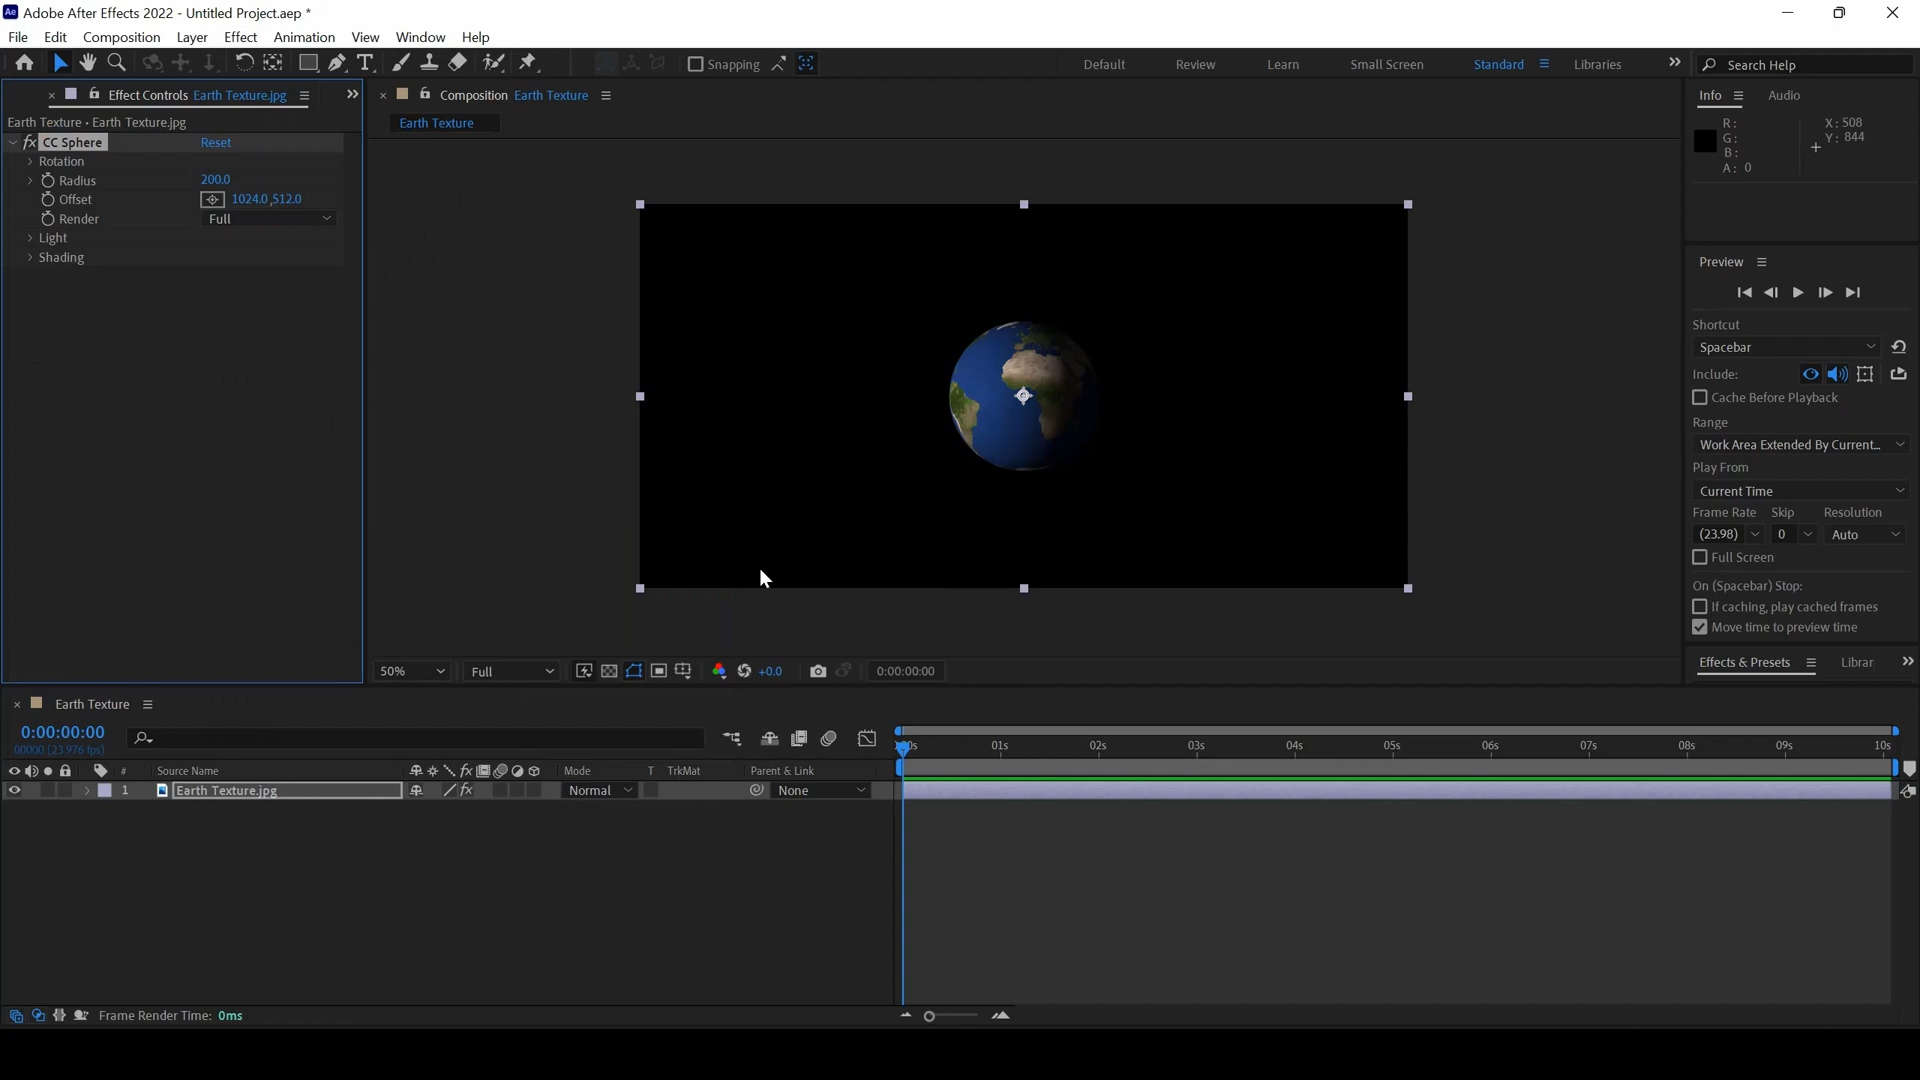 Adobe After Effects 2022 - Untitled Project.aep *
File Edit Composition Layer Effect Animation View Window Help
Snapping
Default Review Learn Small Screen Standard Libraries
Search Help
Effect Controls Earth Texture.jpg
Earth Texture • Earth Texture.jpg
fx CC Sphere Reset
Rotation
Radius 200.0
Offset 1024.0,512.0
Render Full
Light
Shading
Composition Earth Texture
Earth Texture
50% Full +0.0 0:00:00:00
Info Audio
R: X: 508
G: Y: 844
B:
A: 0
Preview
Shortcut
Spacebar
Include:
Cache Before Playback
Range
Work Area Extended By Current...
Play From
Current Time
Frame Rate Skip Resolution
(23.98) 0 Auto
Full Screen
On (Spacebar) Stop:
If caching, play cached frames
Move time to preview time
Effects & Presets Librar
Earth Texture
0:00:00:00
00000 (23.976 fps)
01s 02s 03s 04s 05s 06s 07s 08s 09s 10s
# Source Name fx Mode T TrkMat Parent & Link
1 Earth Texture.jpg fx Normal None
Frame Render Time: 0ms